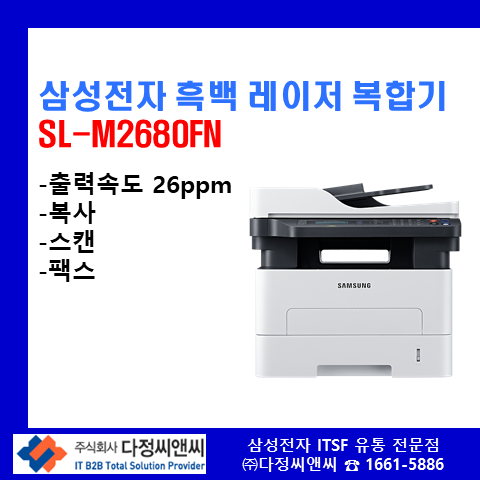 삼성전자 흑백 레이저 복합기
SL-M2680FN
-출력속도 26ppm
-복사
-스캔
-팩스
SAMSUNG
주식회사 다정씨앤씨
IT B2B Total Solution Provider
삼성전자 ITSF 유통 전문점
㈜다정씨앤씨 ☎ 1661-5886